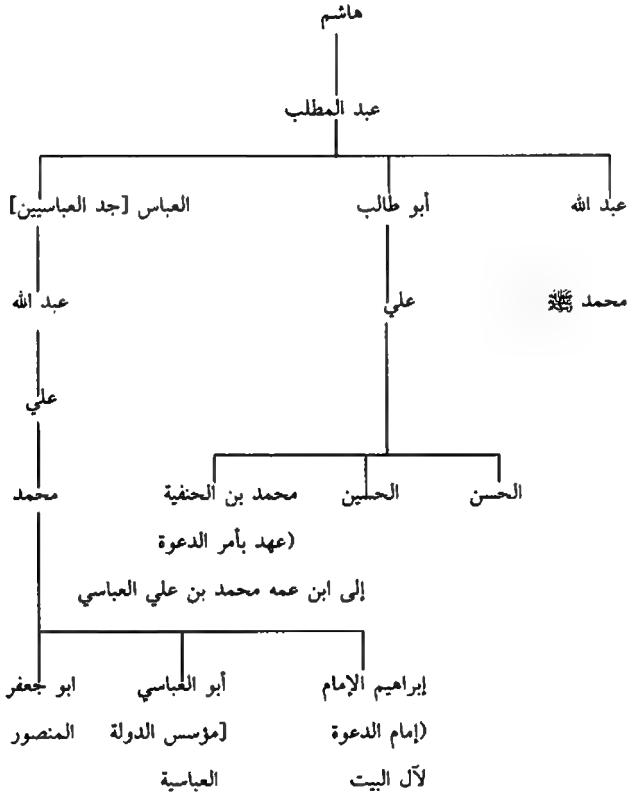 هاشم
عبد المطلب
عبد الله أبو طالب العباس [جد العباسيين]
محمد ﷺ علي عبد الله
علي
الحسن الحسين محمد بن الحنفية محمد
(عهد بأمر الدعوة
إلى ابن عمه محمد بن علي العباسي
إبراهيم الإمام أبو العباسي ابو جعفر
(إمام الدعوة [مؤسس الدولة المنصور
لآل البيت العباسية